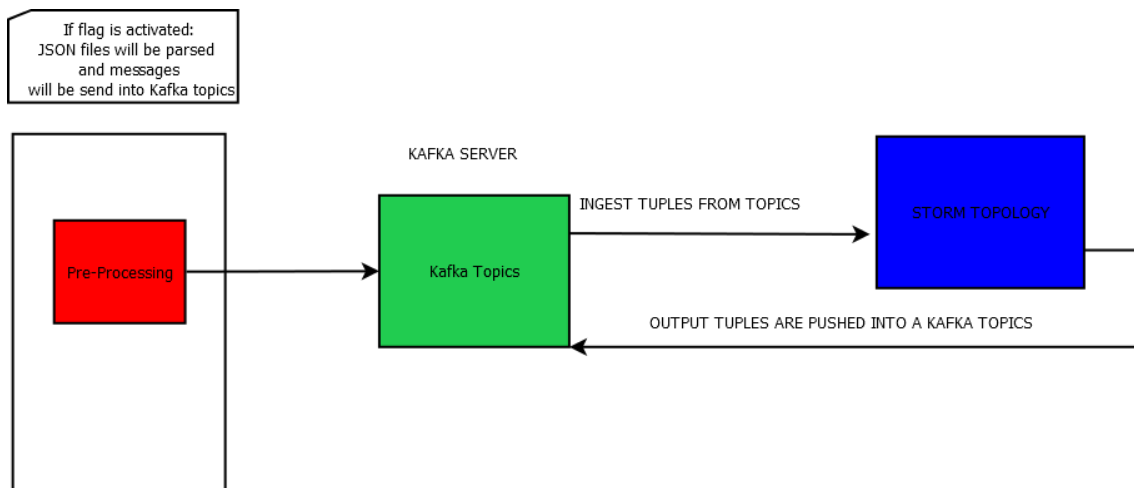 If flag is activated:
JSON files will be parsed
and messages
will be send into Kafka topics
KAFKA SERVER
INGEST TUPLES FROM TOPICS
STORM TOPOLOGY
Pre-Processing
Kafka Topics
OUTPUT TUPLES ARE PUSHED INTO A KAFKA TOPICS